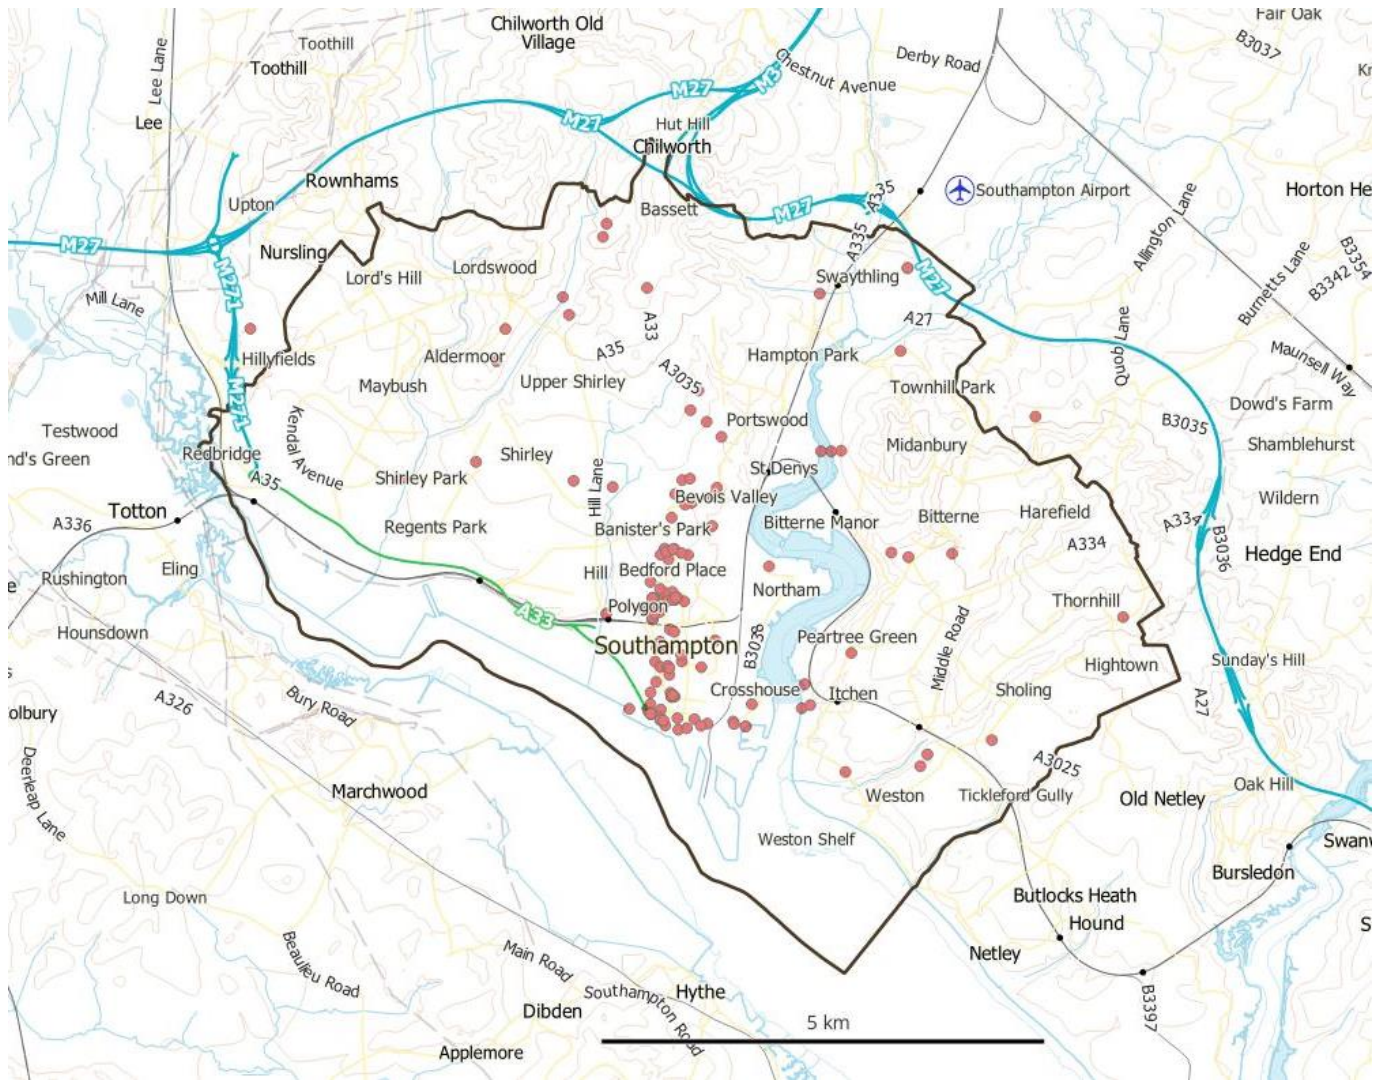 Chilworth Old
Village
Fair Oak
B3037
Toothill
Toothill
Lee Lane
Derby Road
Chestnut Avenue
M3
M27
M27
Lee
Hut Hill
Chilworth
Rownhams
Upton
Bassett
M27
A35
A335
A335
Southampton Airport
Allington Lane
Horton He
M27
Nursling
Lord's Hill
Lordswood
Swaythling
M27
B3354
B3342
Burnetts Lane
Mill Lane
M271
A33
A27
Quob Lane
Hillyfields
Aldermoor
A35
Hampton Park
Maunsell Way
Maybush
Upper Shirley
A3035
Townhill Park
M271
Kendal Avenue
Portswood
B3035
Dowd's Farm
Testwood
Midanbury
Shamblehurst
nd's Green
Redbridge
Shirley
St Denys
A35
Shirley Park
Hill Lane
Bevois Valley
Wildern
Totton
A336
Regents Park
Banister's Park
Bitterne Manor
Bitterne
Harefield
A334
A334
B3036
Hedge End
Eling
Rushington
e
Hill
Bedford Place
Northam
Thornhill
A33
Polygon
Hounsdown
Southampton
B3038
Peartree Green
Middle Road
Hightown
Sunday's Hill
A326
Bury Road
Crosshouse
Itchen
Sholing
A27
olbury
Deerleap Lane
A3025
Marchwood
Weston
Tickleford Gully
Old Netley
Oak Hill
Weston Shelf
Swanw
Bursledon
Long Down
Butlocks Heath
Hound
S
Beaulieu Road
Main Road
Netley
Southampton Road
Hythe
B3397
Dibden
5 km
Applemore